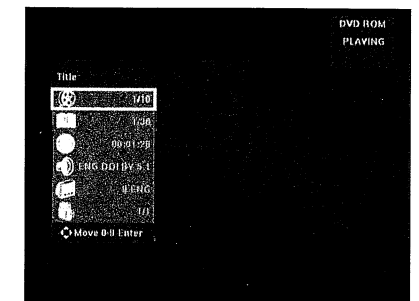 DVD ROM
PLAYING
Title
1/10
1/30
00:01:28
ENG DOLBY 5.1
ENG
1/1
Move 0-9 Enter